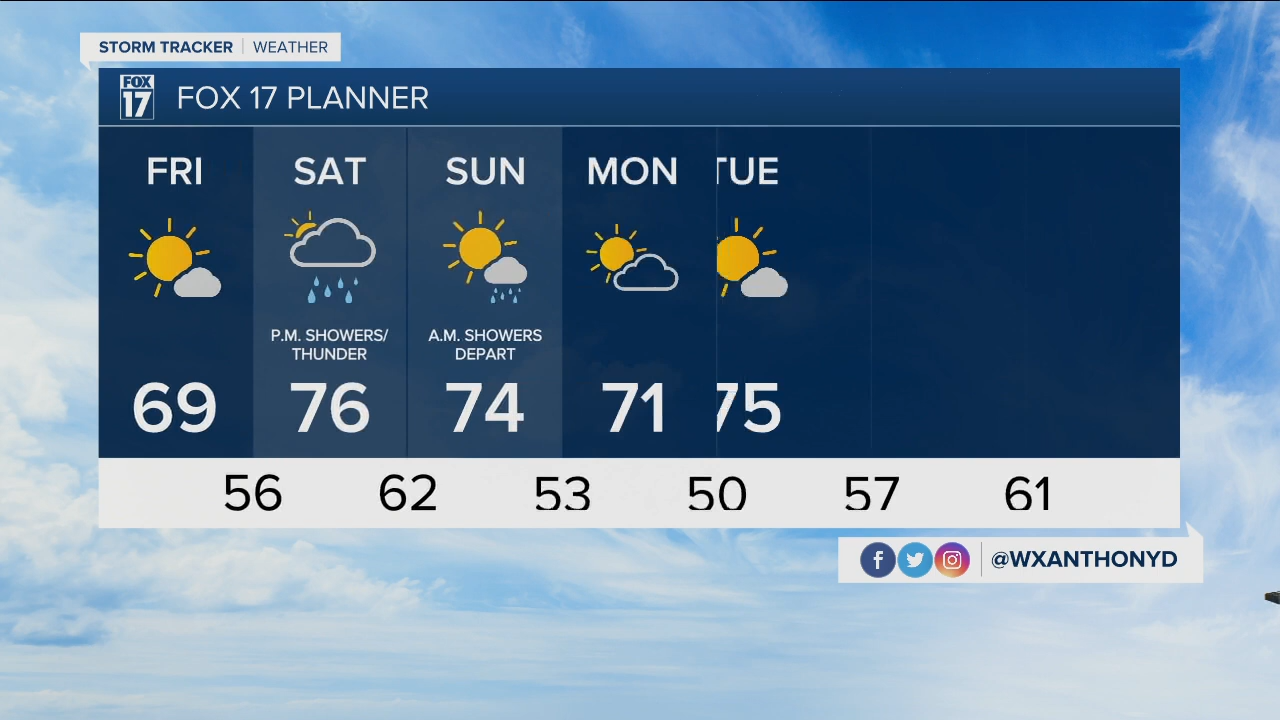 STORM TRACKER WEATHER
FOX
17
FOX 17 PLANNER
FRI SAT SUN MON TUE
P.M. SHOWERS/ A.M. SHOWERS
THUNDER DEPART
69 76 74 71 75
56 62 53 50 57 61
@WXANTHONYD